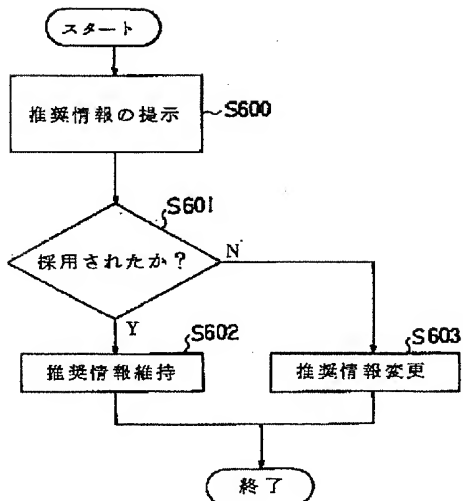 スタート
推奨情報の提示
S600
S601
採用されたか?
N
Y
S602
推奨情報維持
S603
推奨情報変更
終了